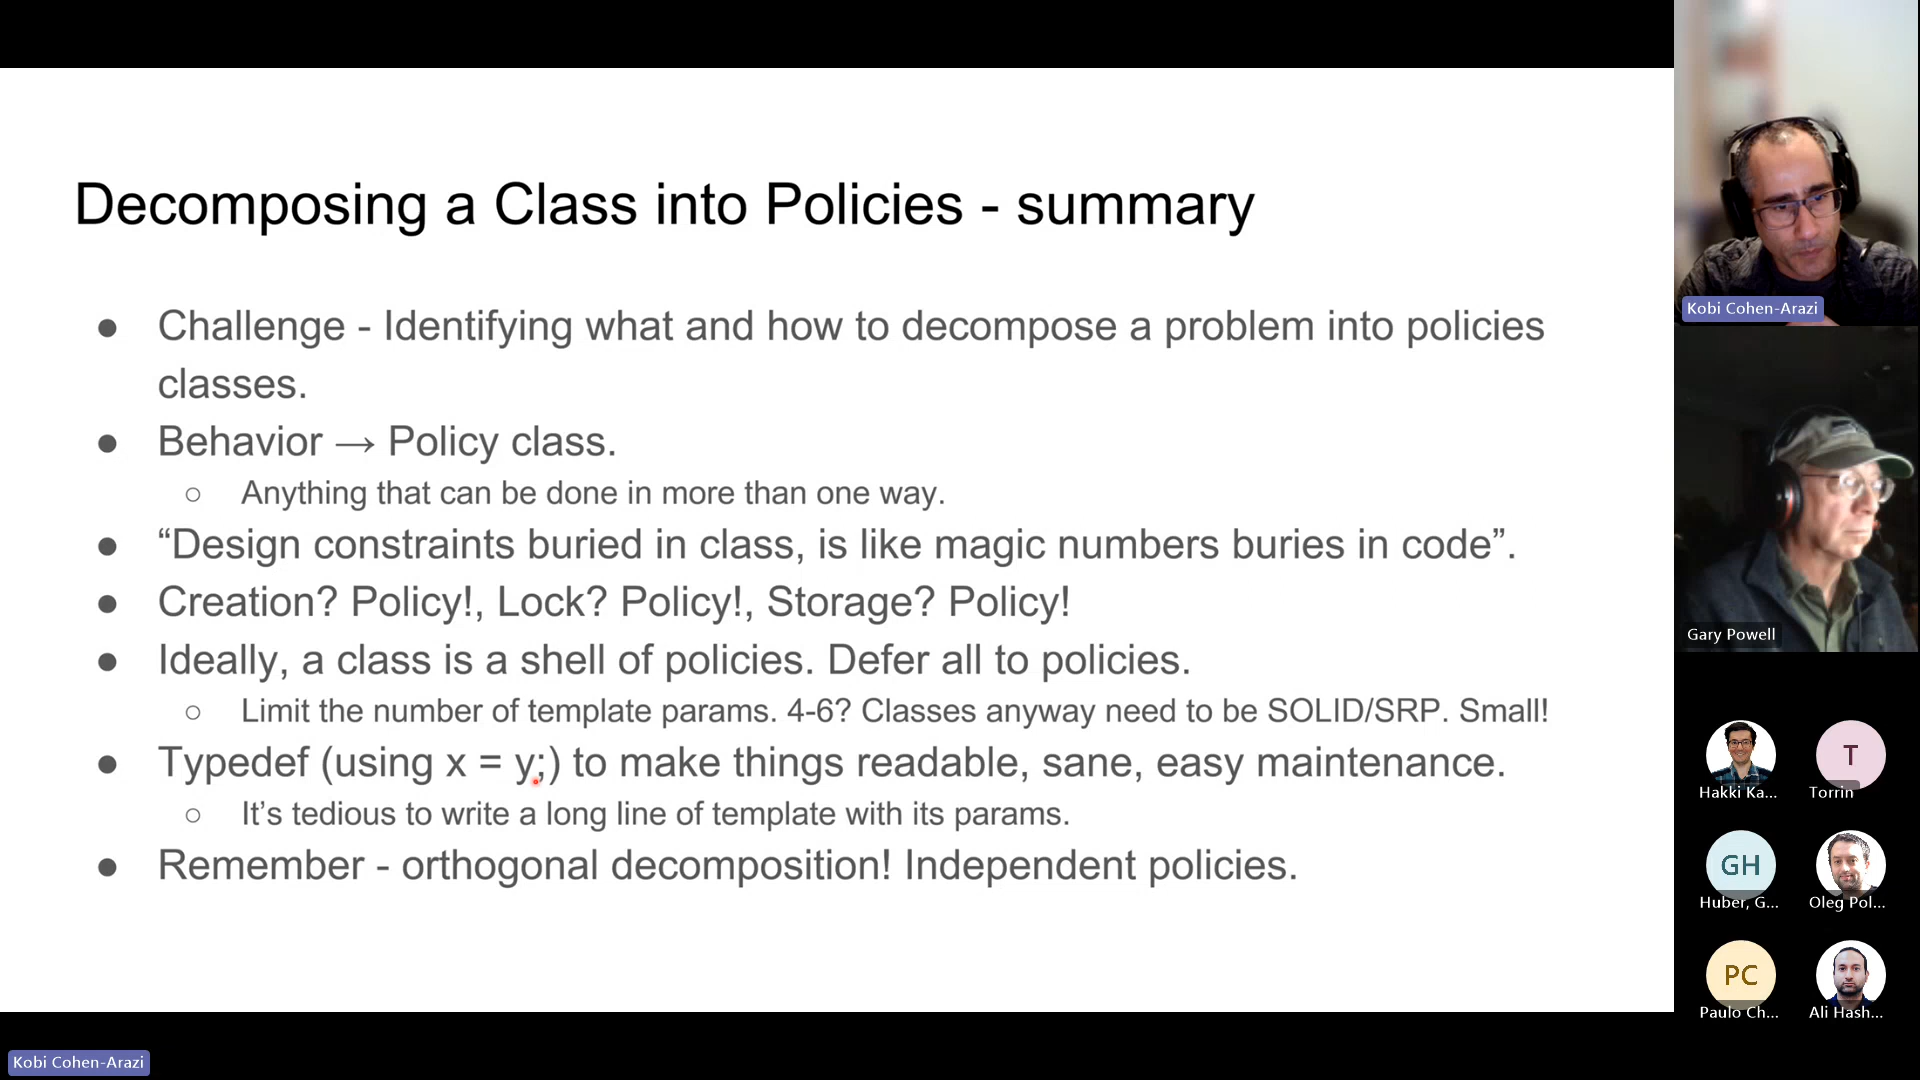 Decomposing a Class into Policies - summary
● Challenge - Identifying what and how to decompose a problem into policies
classes.
● Behavior → Policy class.
○ Anything that can be done in more than one way.
● “Design constraints buried in class, is like magic numbers buries in code”.
● Creation? Policy!, Lock? Policy!, Storage? Policy!
● Ideally, a class is a shell of policies. Defer all to policies.
○ Limit the number of template params. 4-6? Classes anyway need to be SOLID/SRP. Small!
● Typedef (using x = y;) to make things readable, sane, easy maintenance.
○ It’s tedious to write a long line of template with its params.
● Remember - orthogonal decomposition! Independent policies.
Kobi Cohen-Arazi
Kobi Cohen-Arazi
Gary Powell
Hakki Ka...
T
Torrin
GH
Huber, G...
Oleg Pol...
PC
Paulo Ch...
Ali Hash...